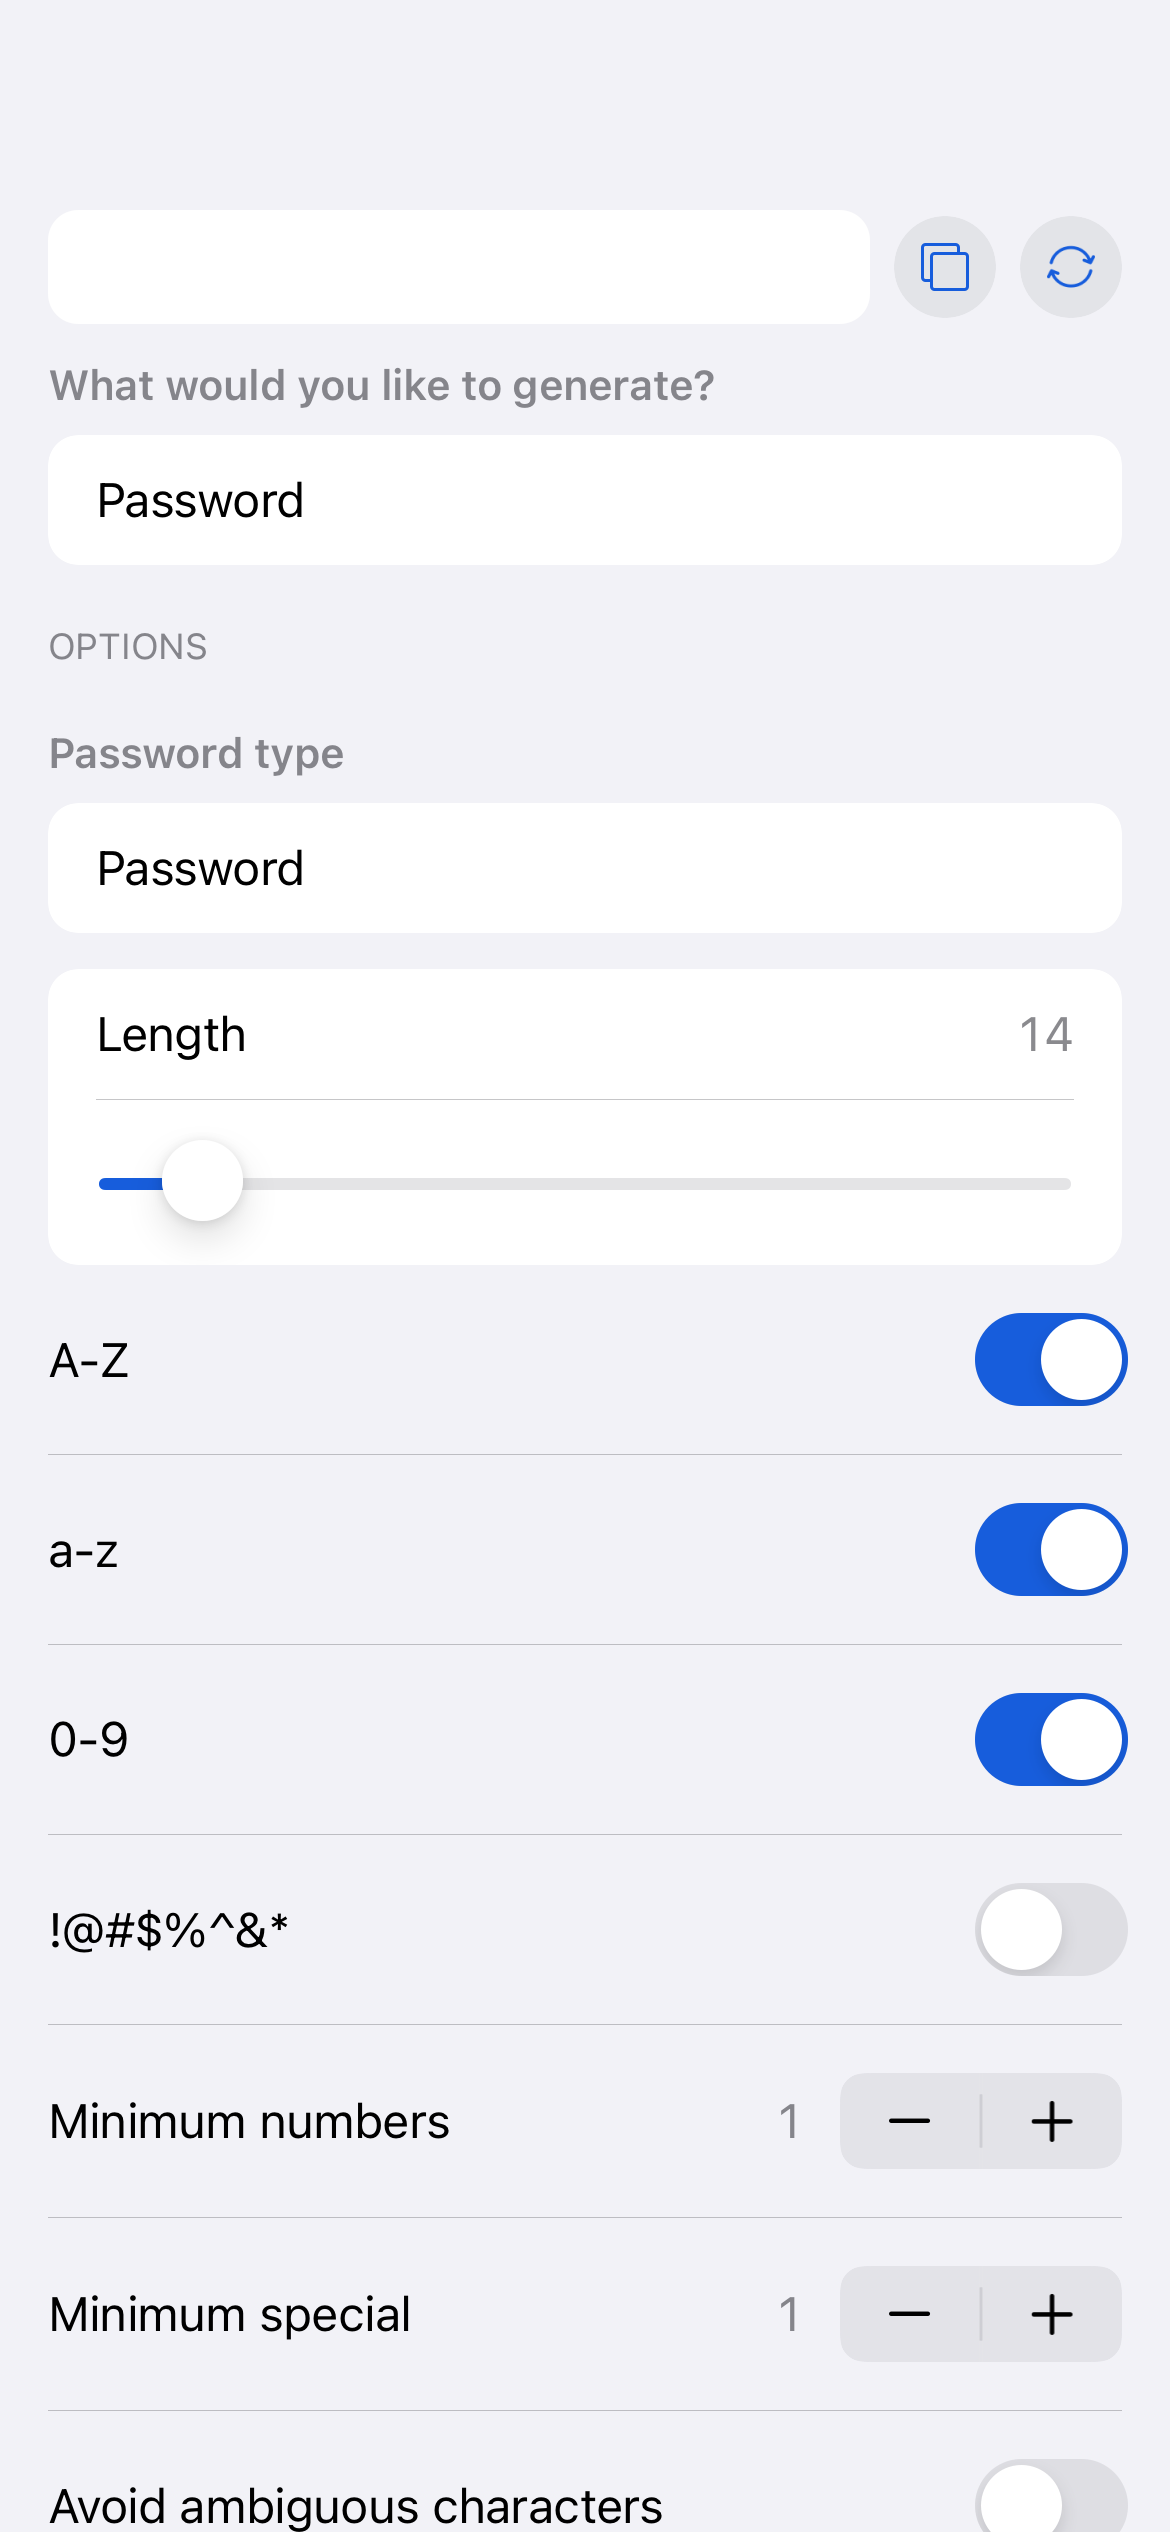 What would you like to generate?
Password
OPTIONS
Password type
Password
Length 14
A-Z
a-z
0-9
!@#$%^&*
Minimum numbers 1
Minimum special 1
Avoid ambiguous characters